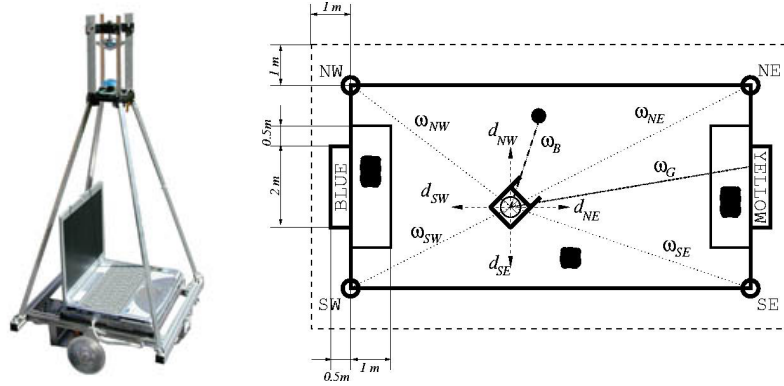 1 m
1 m
NW
NE
0.5m
ω_NW
d_NW
ω_B
ω_NE
2 m
BLUE
ω_G
YELLOW
d_SW
d_NE
ω_SW
d_SE
ω_SE
SW
SE
0.5m
1 m